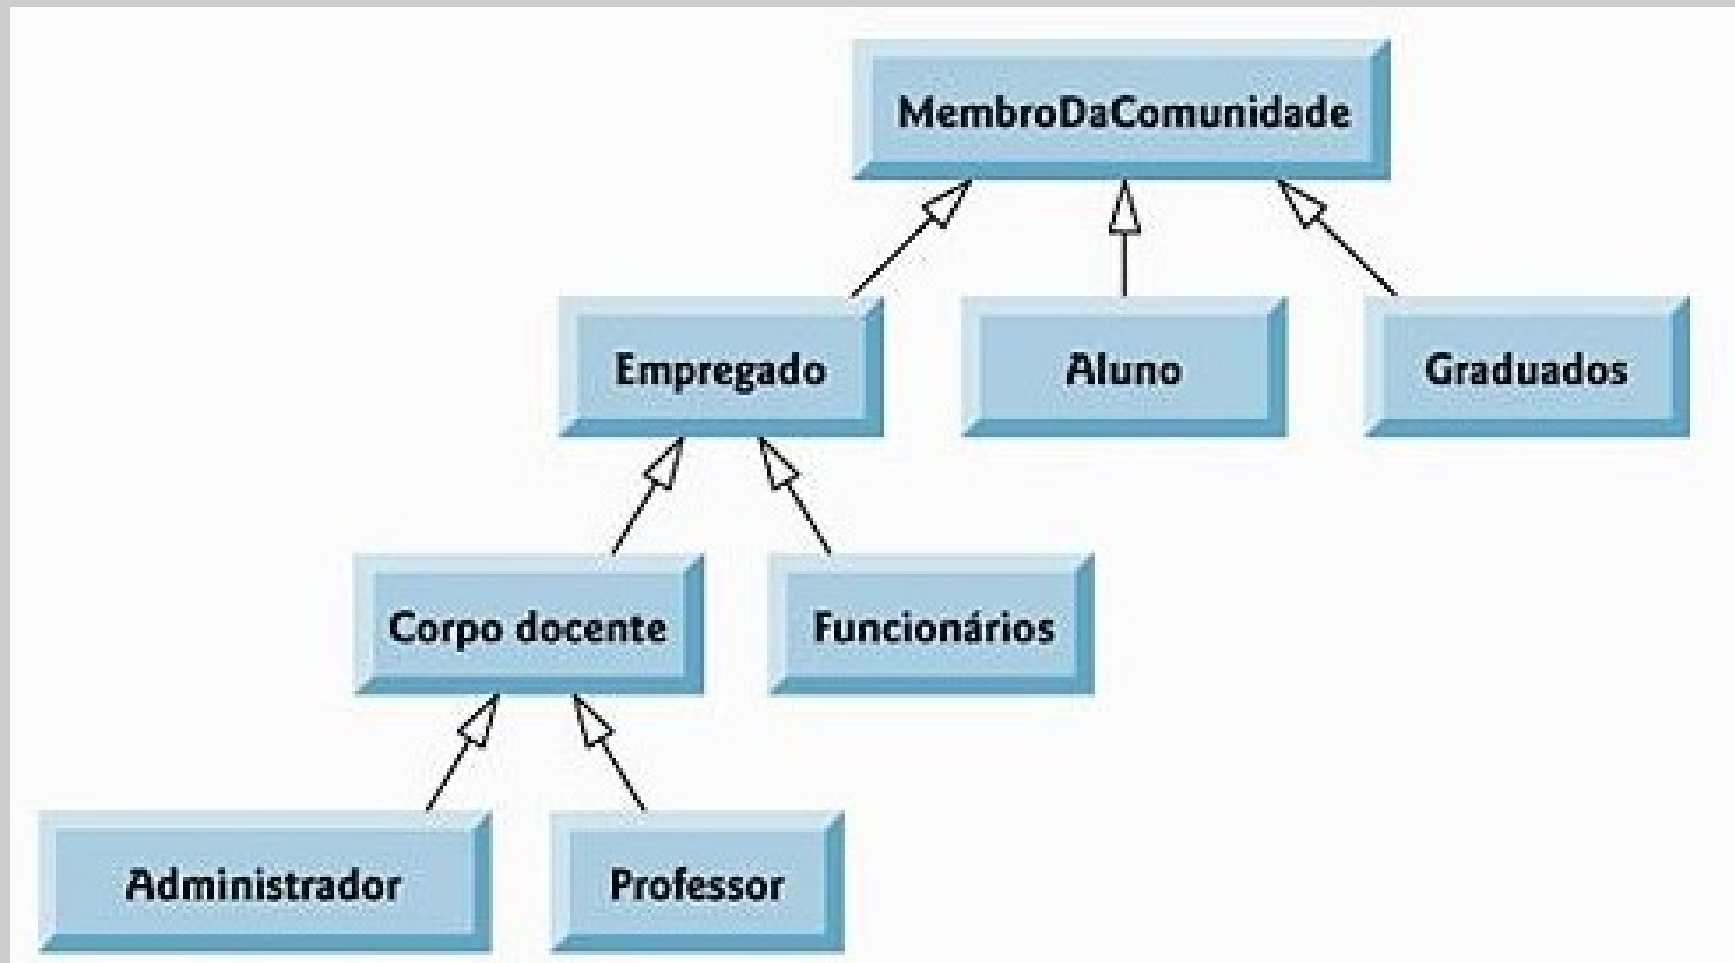 MembroDaComunidade
Empregado
Aluno
Graduados
Corpo docente
Funcionários
Administrador
Professor